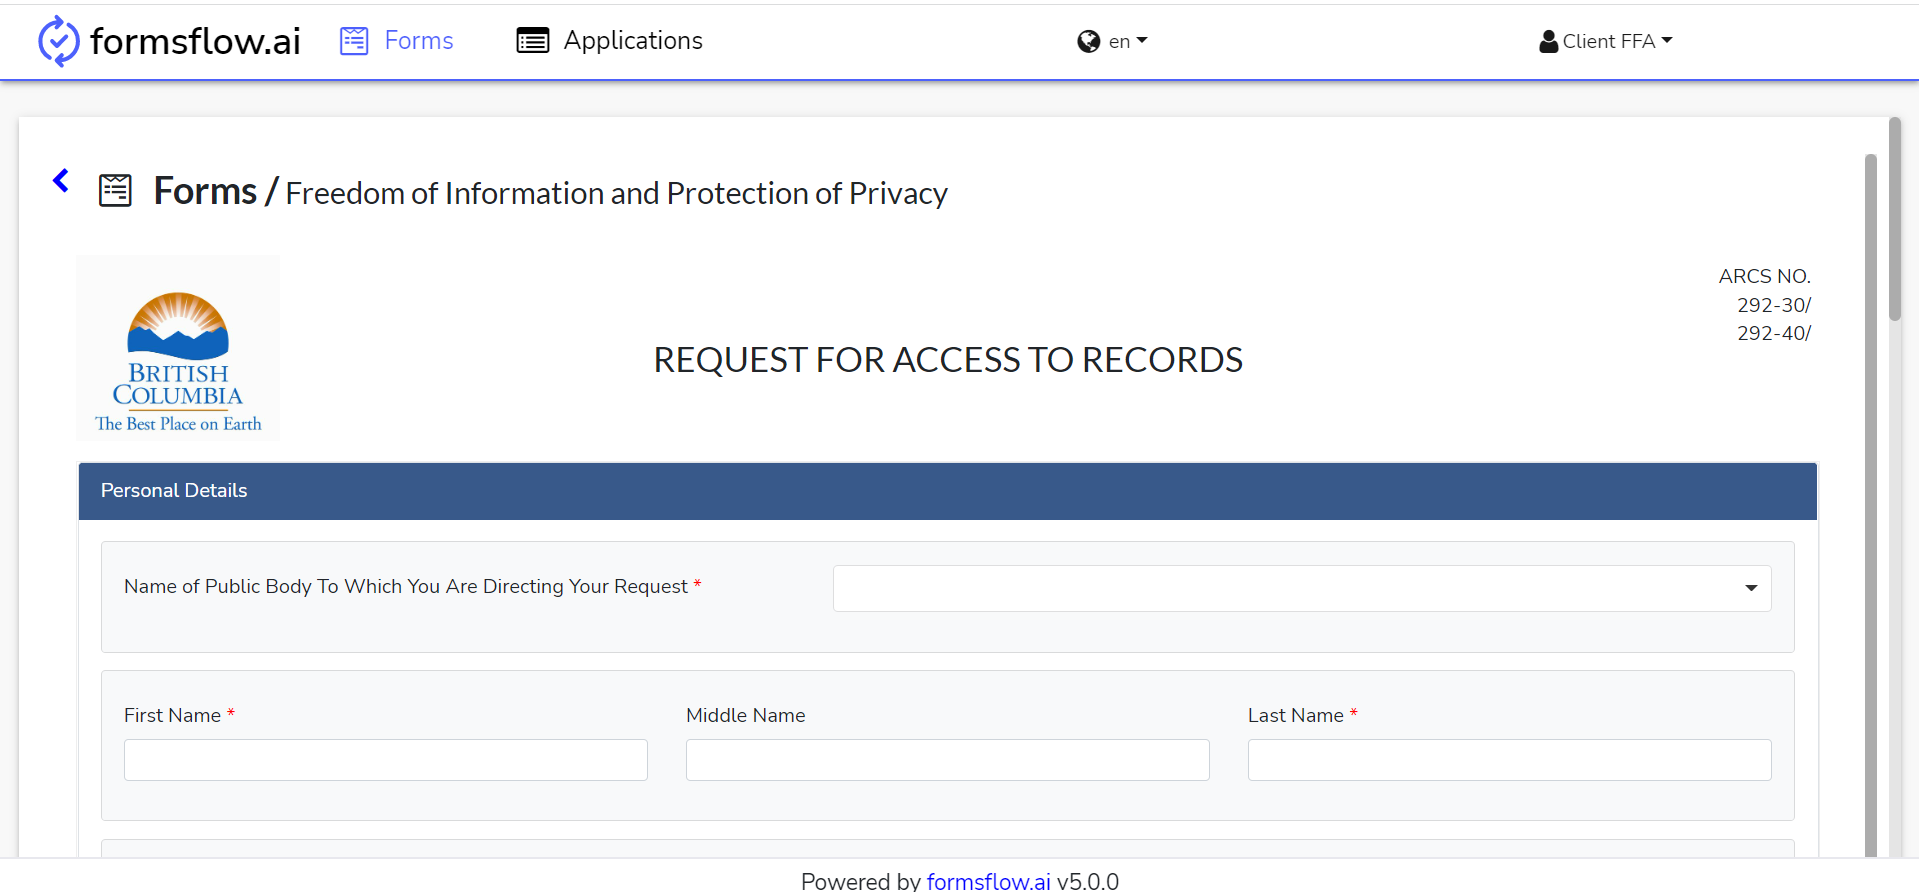 formsflow.ai Forms Applications en Client FFA
Forms / Freedom of Information and Protection of Privacy
ARCS NO.
292-30/
292-40/
BRITISH
COLUMBIA
The Best Place on Earth
REQUEST FOR ACCESS TO RECORDS
Personal Details
Name of Public Body To Which You Are Directing Your Request *
First Name * Middle Name Last Name *
Powered by formsflow.ai v5.0.0